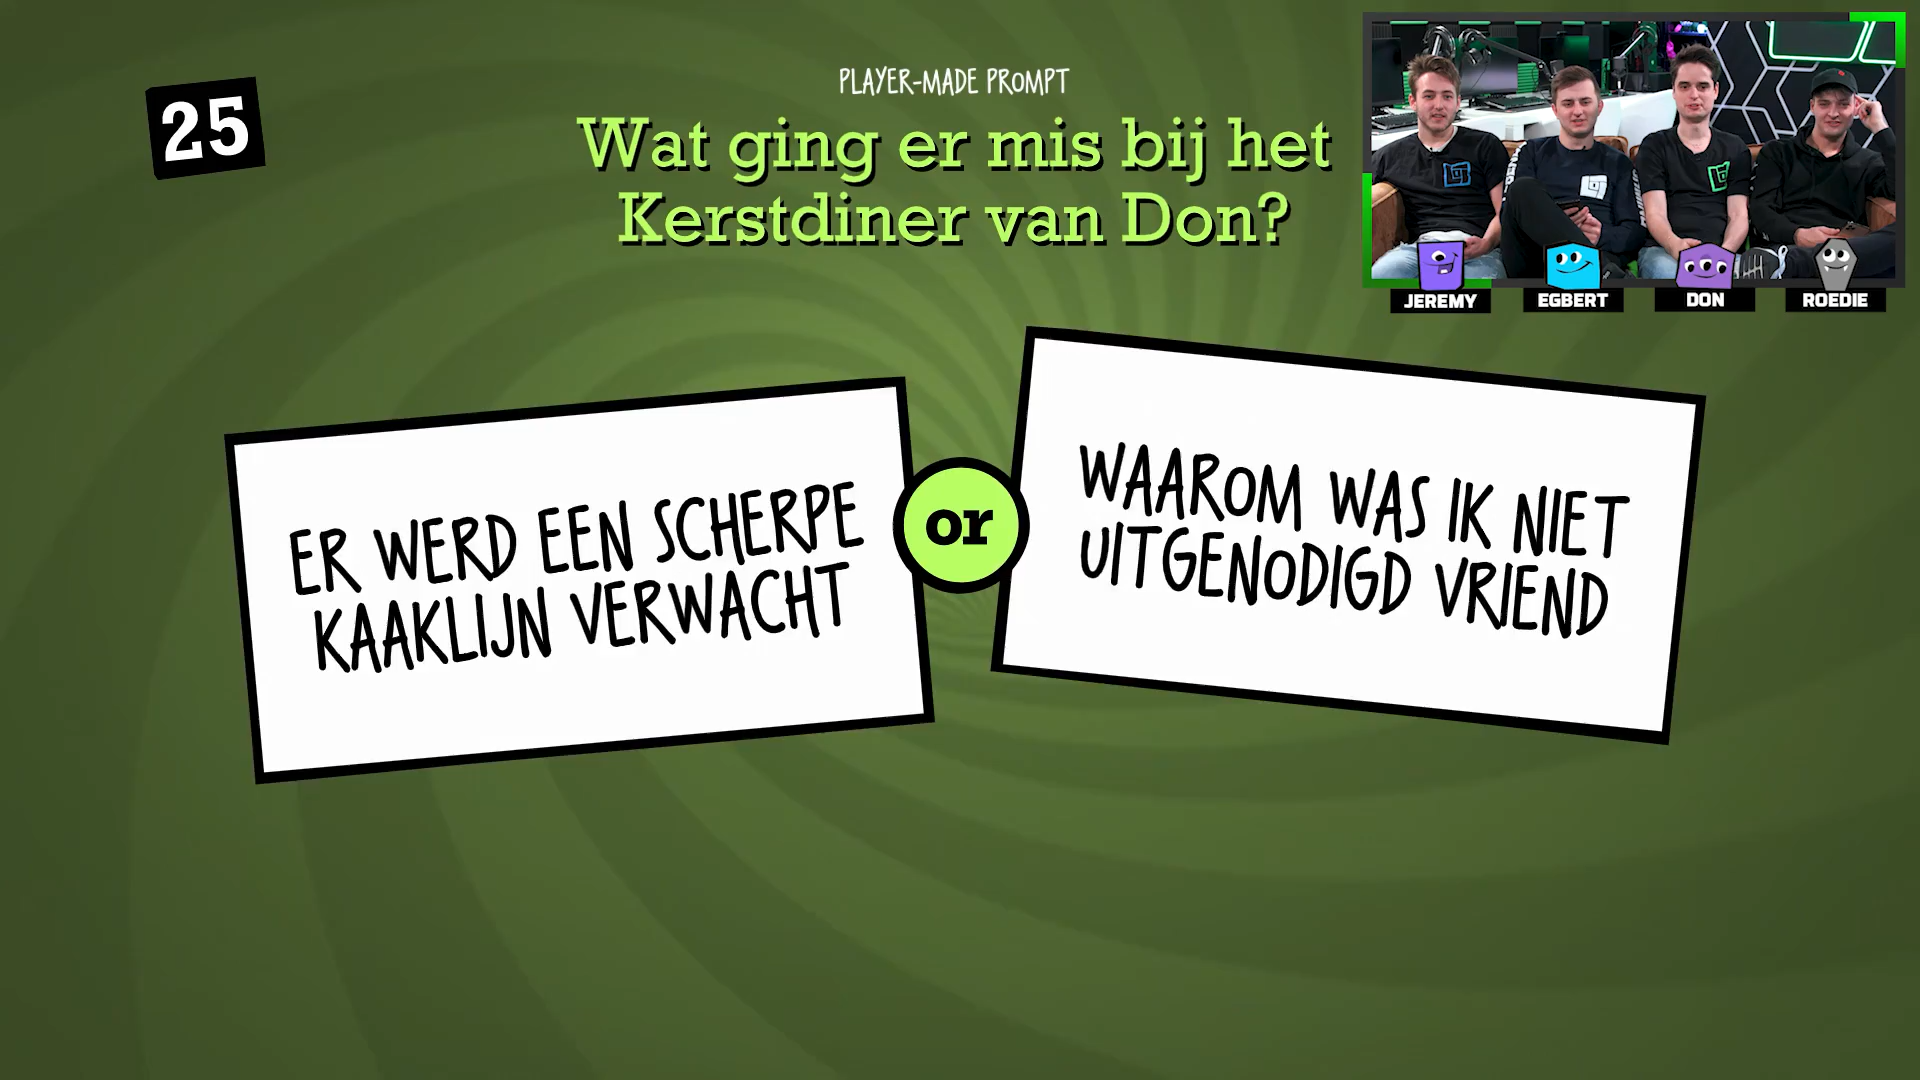 25
PLAYER-MADE PROMPT
Wat ging er mis bij het
Kerstdiner van Don?
JEREMY
EGBERT
DON
ROEDIE
ER WERD EEN SCHERPE
KAAKLIJN VERWACHT
or
WAAROM WAS IK NIET
UITGENODIGD VRIEND